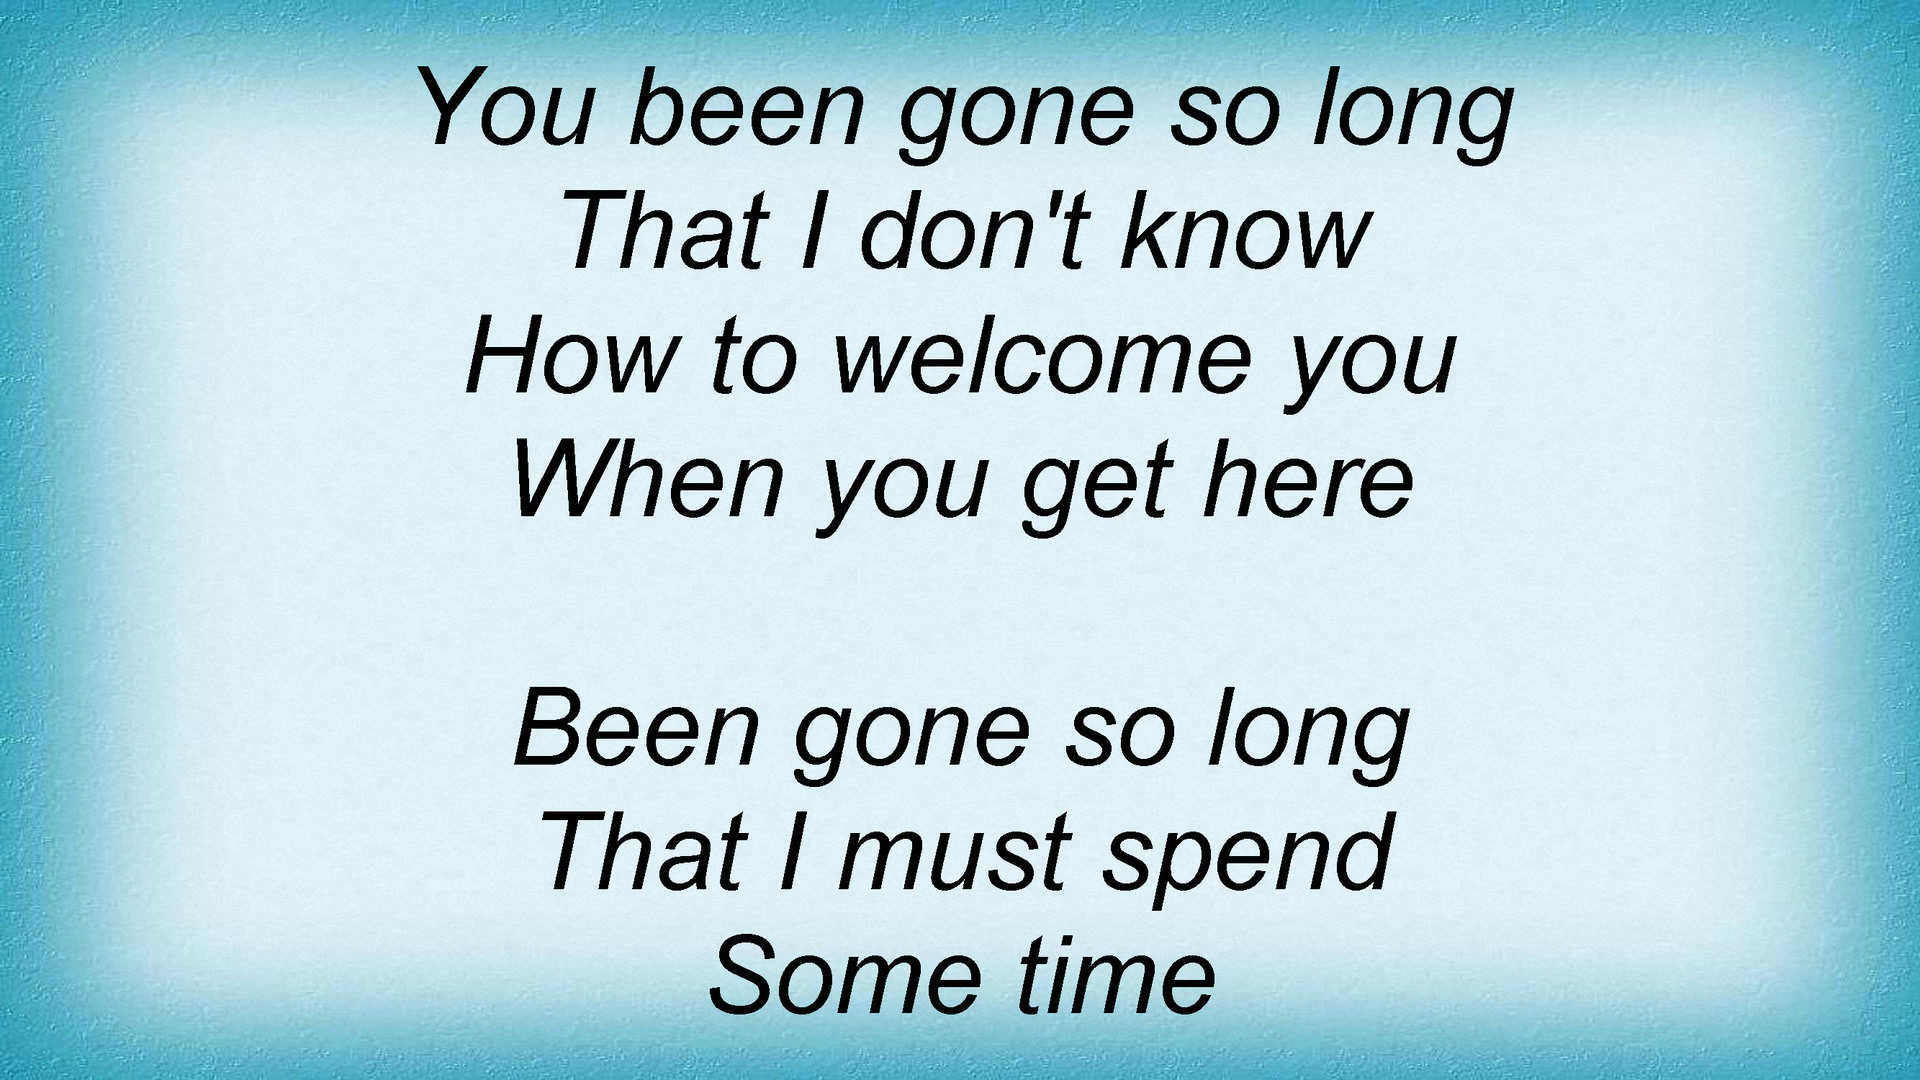 You been gone so long
That I don't know
How to welcome you
When you get here
Been gone so long
That I must spend
Some time